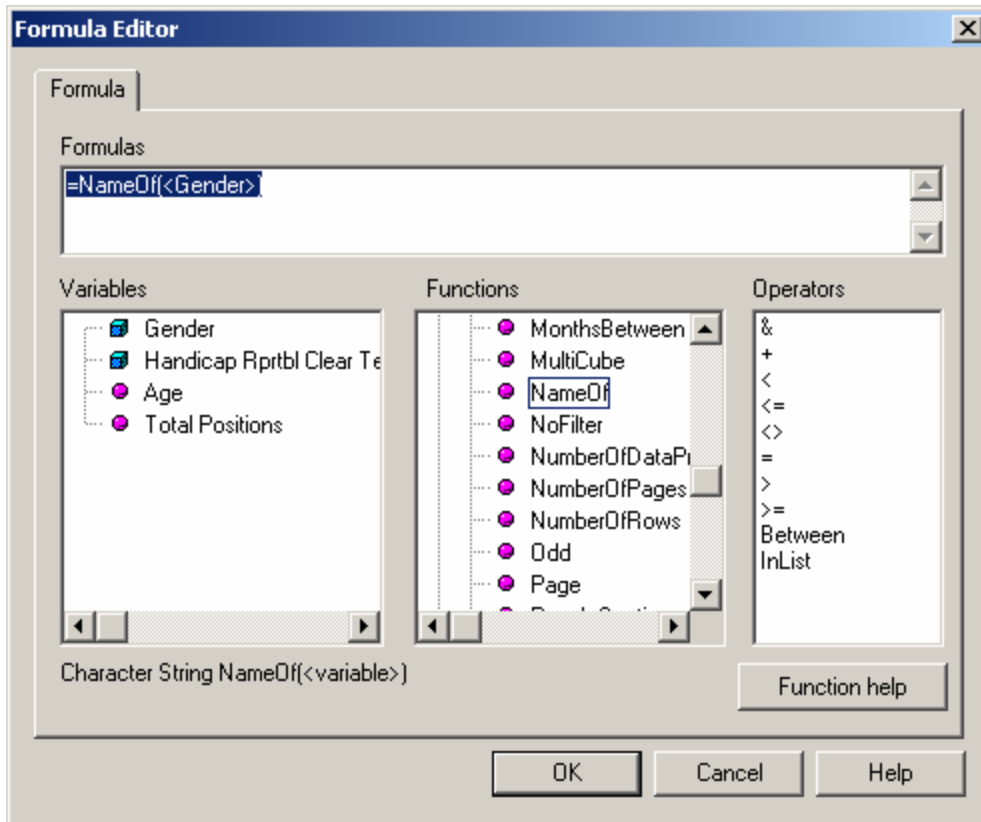 Formula Editor
Formula
Formulas
=NameOf(<Gender>)
Variables
Gender
Handicap Rprtbl Clear Te
Age
Total Positions
Functions
MonthsBetween
MultiCube
NameOf
NoFilter
NumberOfDataPr
NumberOfPages
NumberOfRows
Odd
Page
Operators
&
+
<
<=
<>
=
>
>=
Between
InList
Character String NameOf(<variable>)
Function help
OK
Cancel
Help